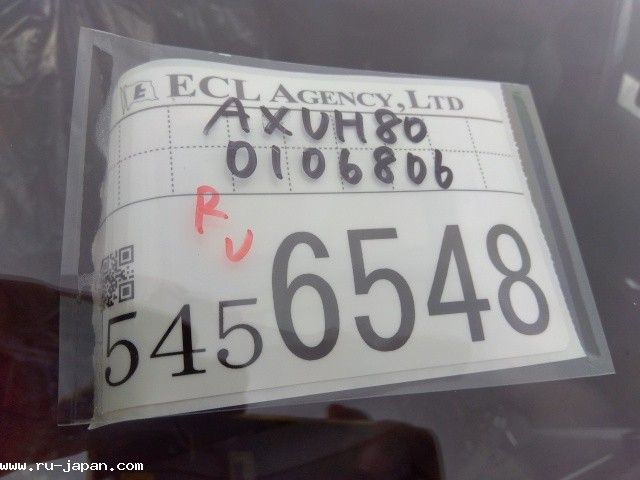 E ECL AGENCY, LTD
AXUH80
0106806
RU
5456548
www.ru-japan.com